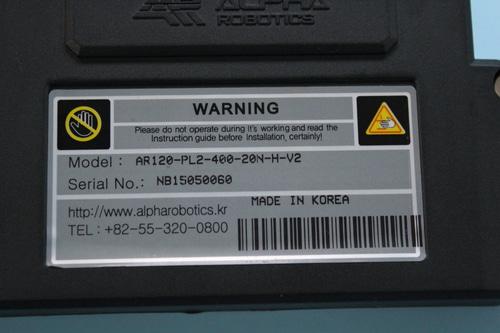 ALPHA
ROBOTICS
WARNING
Please do not operate during it's working and read the
Instruction guide before Installation, certainly!
Model : AR120-PL2-400-20N-H-V2
Serial No.: NB15050060
http://www.alpharobotics.kr
MADE IN KOREA
TEL : +82-55-320-0800